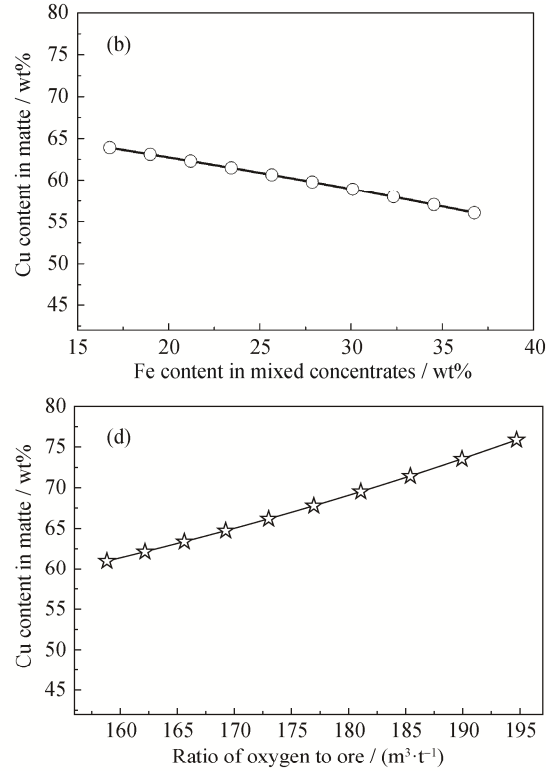 80
(b)
75
70
65
60
55
50
45
Cu content in matte / wt%
15 20 25 30 35 40
Fe content in mixed concentrates / wt%
80
(d)
75
70
65
60
55
50
45
Cu content in matte / wt%
160 165 170 175 180 185 190 195
Ratio of oxygen to ore / (m³·t⁻¹)